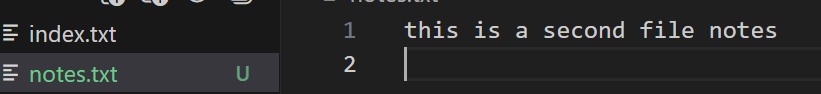 index.txt
notes.txt U
1 this is a second file notes
2